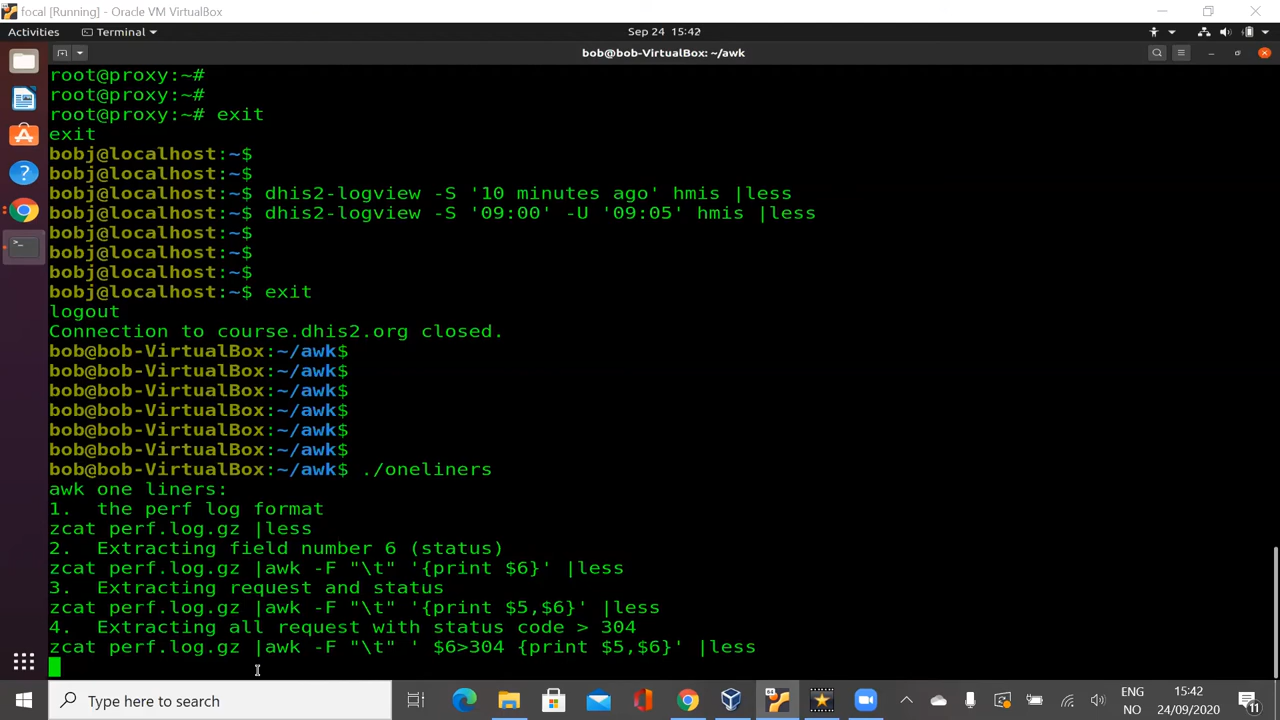 focal [Running] - Oracle VM VirtualBox
Activities
Terminal
Sep 24 15:42
bob@bob-VirtualBox: ~/awk
root@proxy:~#
root@proxy:~#
root@proxy:~# exit
exit
bobj@localhost:~$
bobj@localhost:~$
bobj@localhost:~$ dhis2-logview -S '10 minutes ago' hmis |less
bobj@localhost:~$ dhis2-logview -S '09:00' -U '09:05' hmis |less
bobj@localhost:~$
bobj@localhost:~$
bobj@localhost:~$
bobj@localhost:~$ exit
logout
Connection to course.dhis2.org closed.
bob@bob-VirtualBox:~/awk$
bob@bob-VirtualBox:~/awk$
bob@bob-VirtualBox:~/awk$
bob@bob-VirtualBox:~/awk$
bob@bob-VirtualBox:~/awk$
bob@bob-VirtualBox:~/awk$
bob@bob-VirtualBox:~/awk$ ./oneliners
awk one liners:
1.  the perf log format
zcat perf.log.gz |less
2.  Extracting field number 6 (status)
zcat perf.log.gz |awk -F "\t" '{print $6}' |less
3.  Extracting request and status
zcat perf.log.gz |awk -F "\t" '{print $5,$6}' |less
4.  Extracting all request with status code > 304
zcat perf.log.gz |awk -F "\t" ' $6>304 {print $5,$6}' |less
Type here to search
ENG
NO
15:42
24/09/2020
11